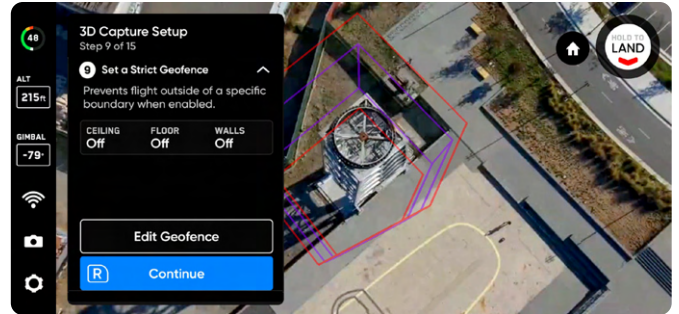 48
ALT
215ft
GIMBAL
-79°
3D Capture Setup
Step 9 of 15
9 Set a Strict Geofence
Prevents flight outside of a specific
boundary when enabled.
CEILING FLOOR WALLS
Off Off Off
Edit Geofence
R Continue
HOLD TO
LAND